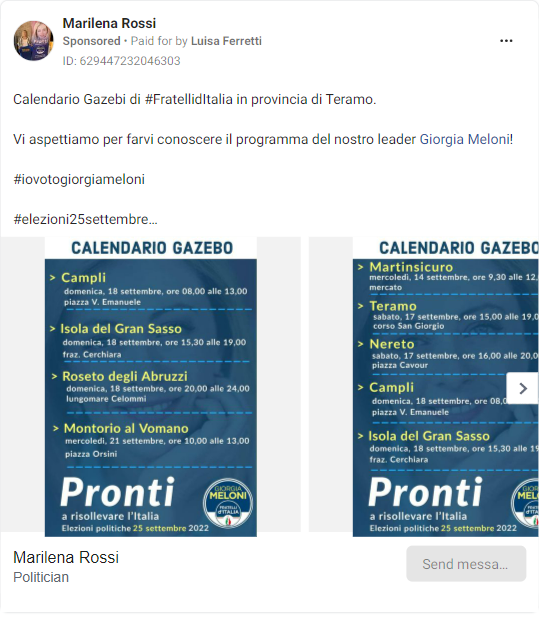 Marilena Rossi
Sponsored • Paid for by Luisa Ferretti
ID: 629447232046303
Calendario Gazebi di #FratellidItalia in provincia di Teramo.
Vi aspettiamo per farvi conoscere il programma del nostro leader Giorgia Meloni!
#iovotogiorgiameloni
#elezioni25settembre...
CALENDARIO GAZEBO
> Campli
domenica, 18 settembre, ore 08,00 alle 13,00
piazza V. Emanuele
> Isola del Gran Sasso
domenica, 18 settembre, ore 15,30 alle 19,00
fraz. Cerchiara
> Roseto degli Abruzzi
domenica, 18 settembre, ore 20,00 alle 24,00
lungomare Celommi
> Montorio al Vomano
mercoledì, 21 settembre, ore 10,00 alle 13,00
piazza Orsini
Pronti
a risollevare l'Italia
Elezioni politiche 25 settembre 2022
GIORGIA
MELONI
FRATELLI
d'ITALIA
CALENDARIO GAZEBO
> Martinsicuro
mercoledì, 14 settembre, ore 9,30 alle 12,
mercato
> Teramo
sabato, 17 settembre, ore 15,00 alle 19,0
corso San Giorgio
> Nereto
sabato, 17 settembre, ore 16,00 alle 20,0
piazza Cavour
> Campli
domenica, 18 settembre, ore 08,0
piazza V. Emanuele
> Isola del Gran Sasso
domenica, 18 settembre, ore 15,30 alle 19
fraz. Cerchiara
Pronti
a risollevare l'Italia
Elezioni politiche 25 settembre 2022
Marilena Rossi
Politician
Send messa...